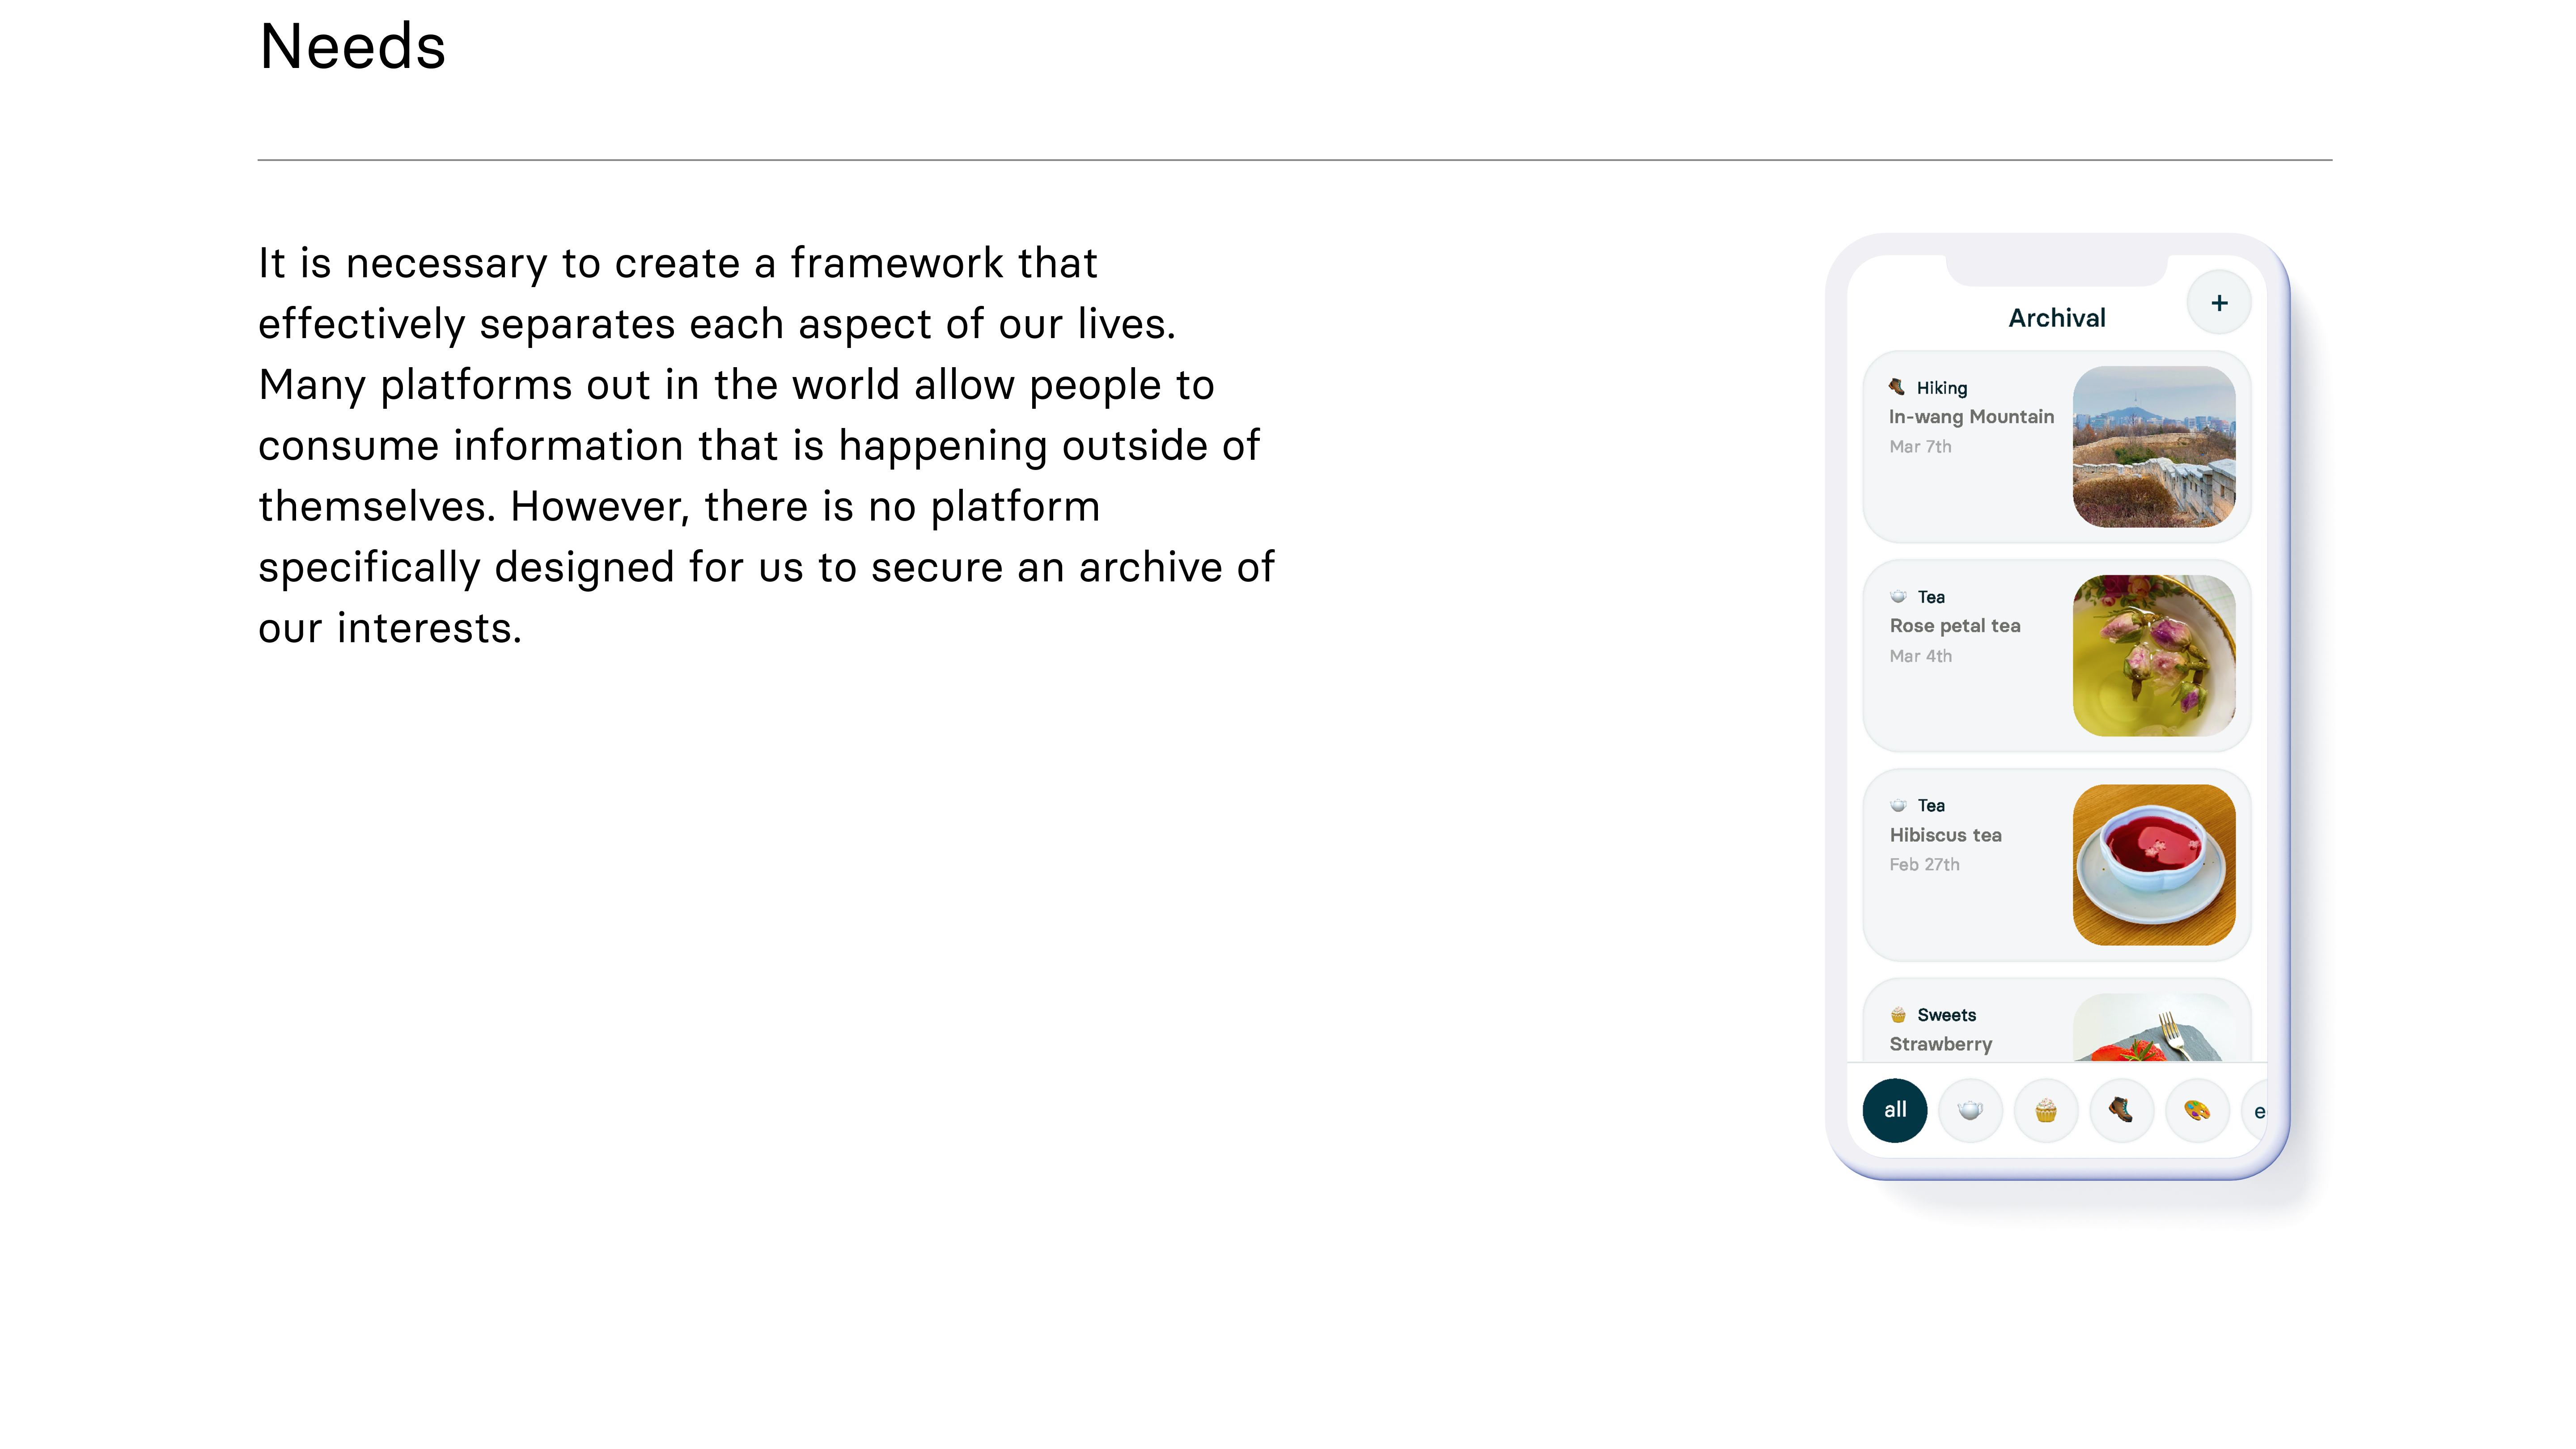 Needs
It is necessary to create a framework that
effectively separates each aspect of our lives.
Many platforms out in the world allow people to
consume information that is happening outside of
themselves. However, there is no platform
specifically designed for us to secure an archive of
our interests.
+
Archival
Hiking
In-wang Mountain
Mar 7th
Tea
Rose petal tea
Mar 4th
Tea
Hibiscus tea
Feb 27th
Sweets
Strawberry
all